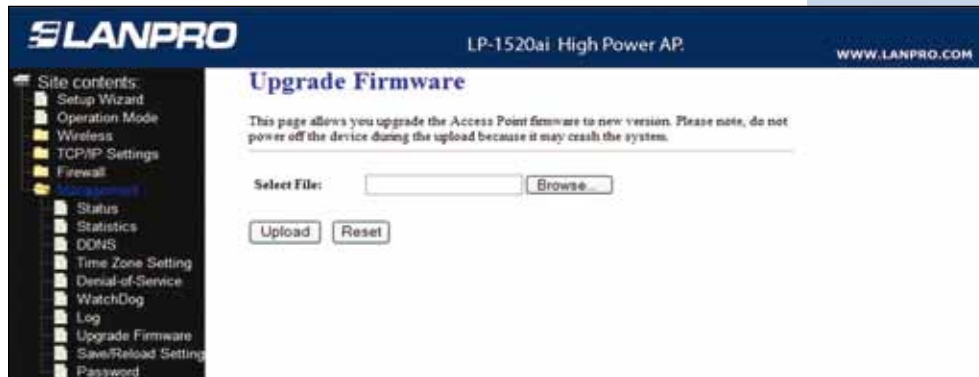 LANPRO
LP-1520ai High Power AP.
WWW.LANPRO.COM
Site contents:
Setup Wizard
Operation Mode
Wireless
TCP/IP Settings
Firewall
Management
Status
Statistics
DDNS
Time Zone Setting
Denial-of-Service
WatchDog
Log
Upgrade Firmware
Save/Reload Setting
Password
Upgrade Firmware
This page allows you upgrade the Access Point firmware to new version. Please note, do not
power off the device during the upload because it may crash the system.
Select File:
Browse...
Upload Reset